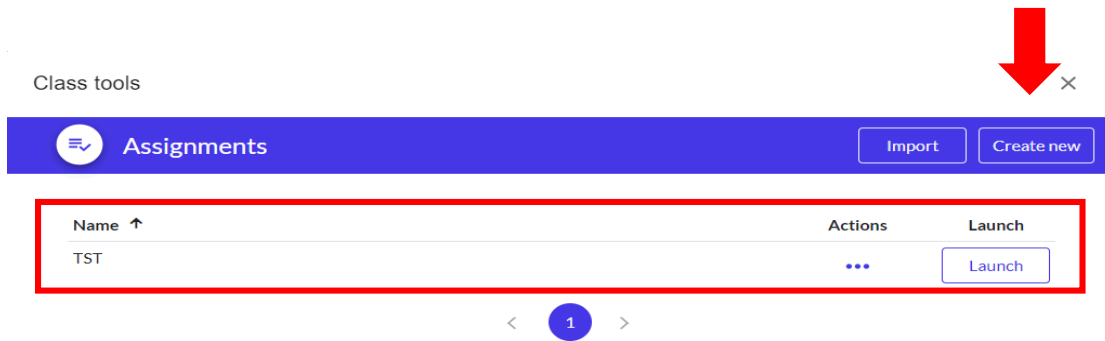 Class tools
Assignments Import Create new
Name Actions Launch
TST Launch
1